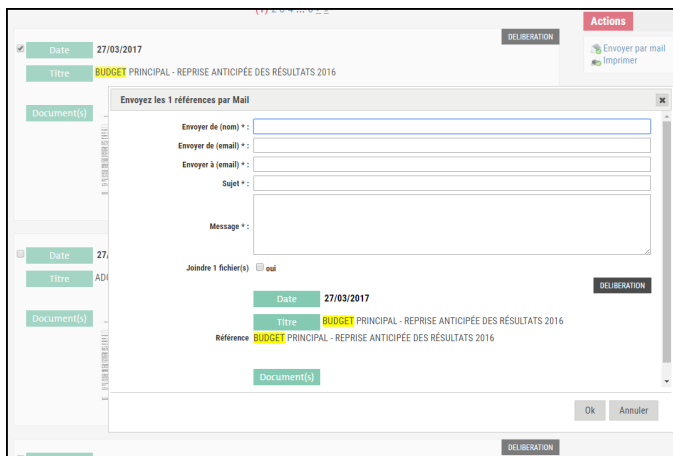 Actions
DELIBERATION
Date 27/03/2017
Envoyer par mail
Imprimer
Titre BUDGET PRINCIPAL - REPRISE ANTICIPÉE DES RÉSULTATS 2016
Document(s)
Envoyez les 1 références par Mail
Envoyer de (nom) * :
Envoyer de (email) * :
Envoyer à (email) * :
Sujet * :
Message * :
Joindre 1 fichier(s) oui
DELIBERATION
Date 27/03/2017
Titre BUDGET PRINCIPAL - REPRISE ANTICIPÉE DES RÉSULTATS 2016
Référence BUDGET PRINCIPAL - REPRISE ANTICIPÉE DES RÉSULTATS 2016
Document(s)
Ok Annuler
Date 27/
Titre
Document(s)
DELIBERATION